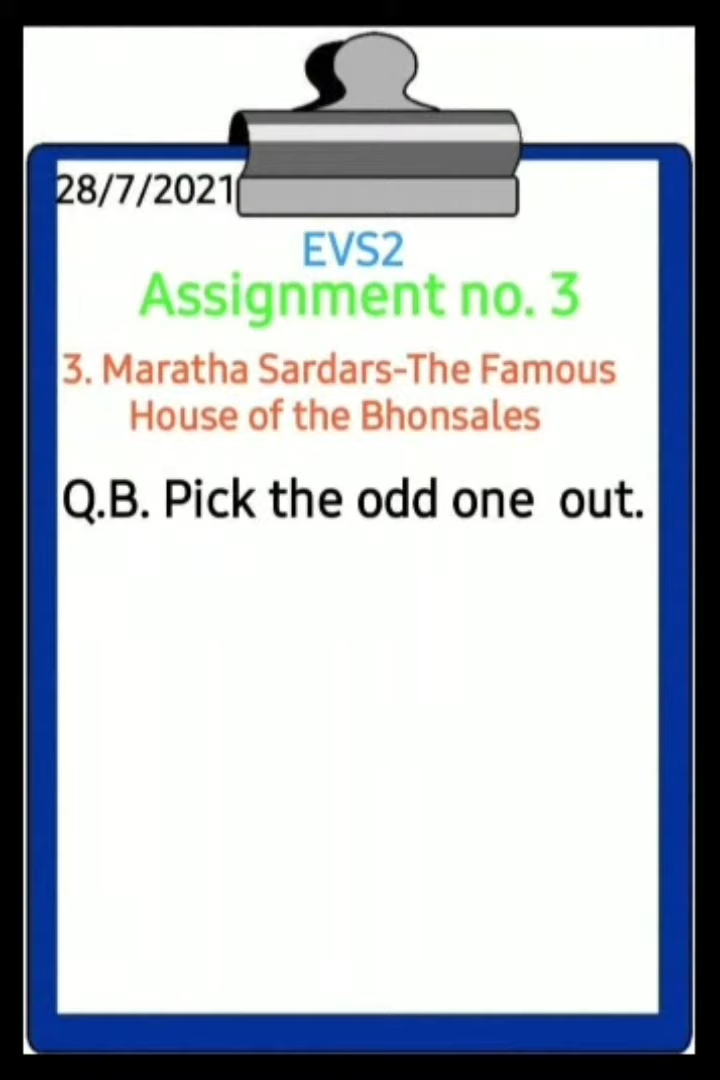 28/7/2021
EVS2
Assignment no. 3
3. Maratha Sardars-The Famous
House of the Bhonsales
Q.B. Pick the odd one out.